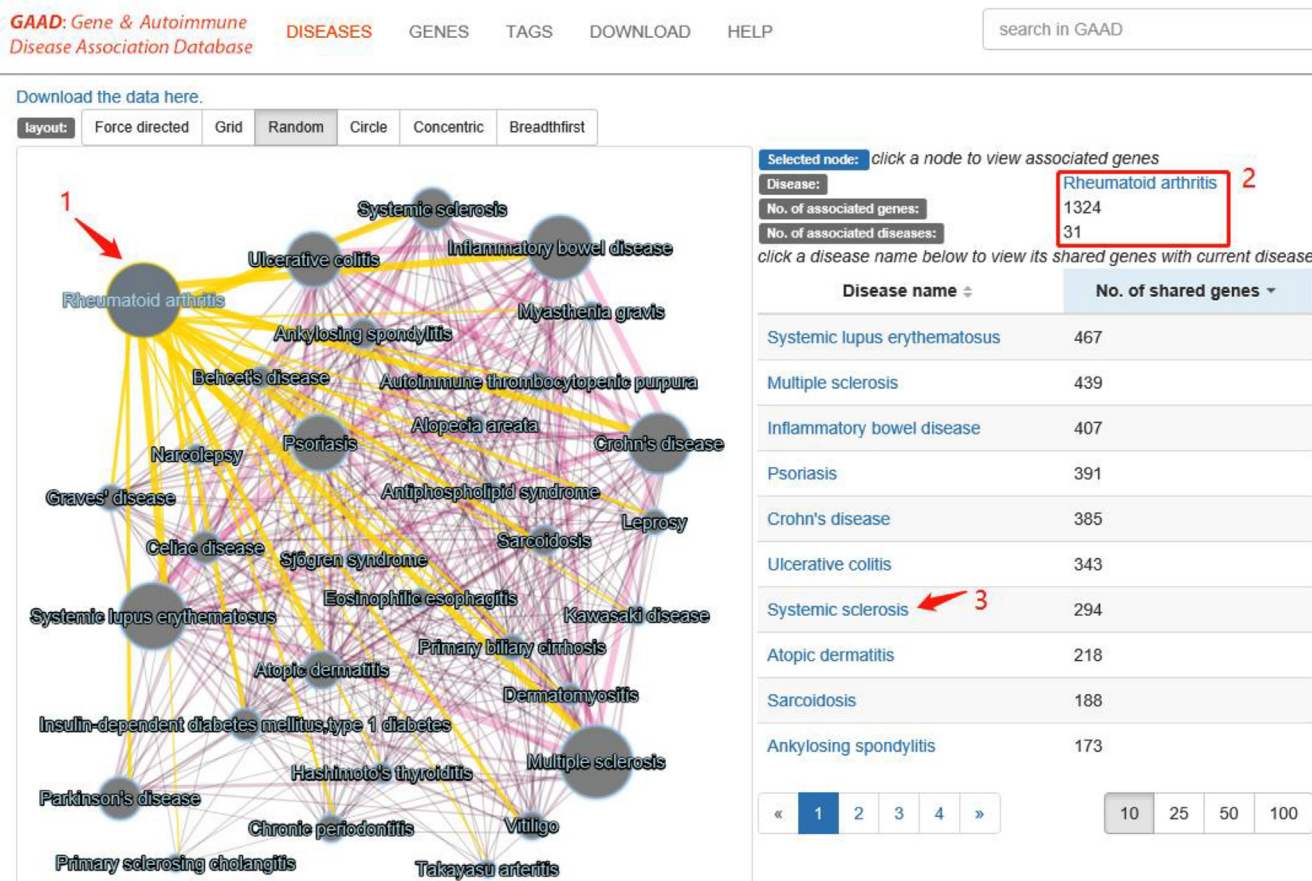 GAAD: Gene & Autoimmune
Disease Association Database
DISEASES GENES TAGS DOWNLOAD HELP
search in GAAD
Download the data here.
layout: Force directed Grid Random Circle Concentric Breadthfirst
Selected node: click a node to view associated genes
Disease: Rheumatoid arthritis 2
No. of associated genes: 1324
No. of associated diseases: 31
click a disease name below to view its shared genes with current disease
Disease name No. of shared genes
Systemic lupus erythematosus 467
Multiple sclerosis 439
Inflammatory bowel disease 407
Psoriasis 391
Crohn's disease 385
Ulcerative colitis 343
Systemic sclerosis 3 294
Atopic dermatitis 218
Sarcoidosis 188
Ankylosing spondylitis 173
« 1 2 3 4 » 10 25 50 100
1
Systemic sclerosis
Ulcerative colitis
Inflammatory bowel disease
Rheumatoid arthritis
Myasthenia gravis
Ankylosing spondylitis
Behcet's disease
Autoimmune thrombocytopenic purpura
Alopecia areata
Psoriasis
Crohn's disease
Narcolepsy
Graves' disease
Antiphospholipid syndrome
Leprosy
Celiac disease
Sarcoidosis
Sjögren syndrome
Eosinophilic esophagitis
Systemic lupus erythematosus
Kawasaki disease
Primary biliary cirrhosis
Atopic dermatitis
Dermatomyositis
Insulin-dependent diabetes mellitus,type 1 diabetes
Multiple sclerosis
Hashimoto's thyroiditis
Parkinson's disease
Chronic periodontitis
Vitiligo
Primary sclerosing cholangitis
Takayasu arteritis